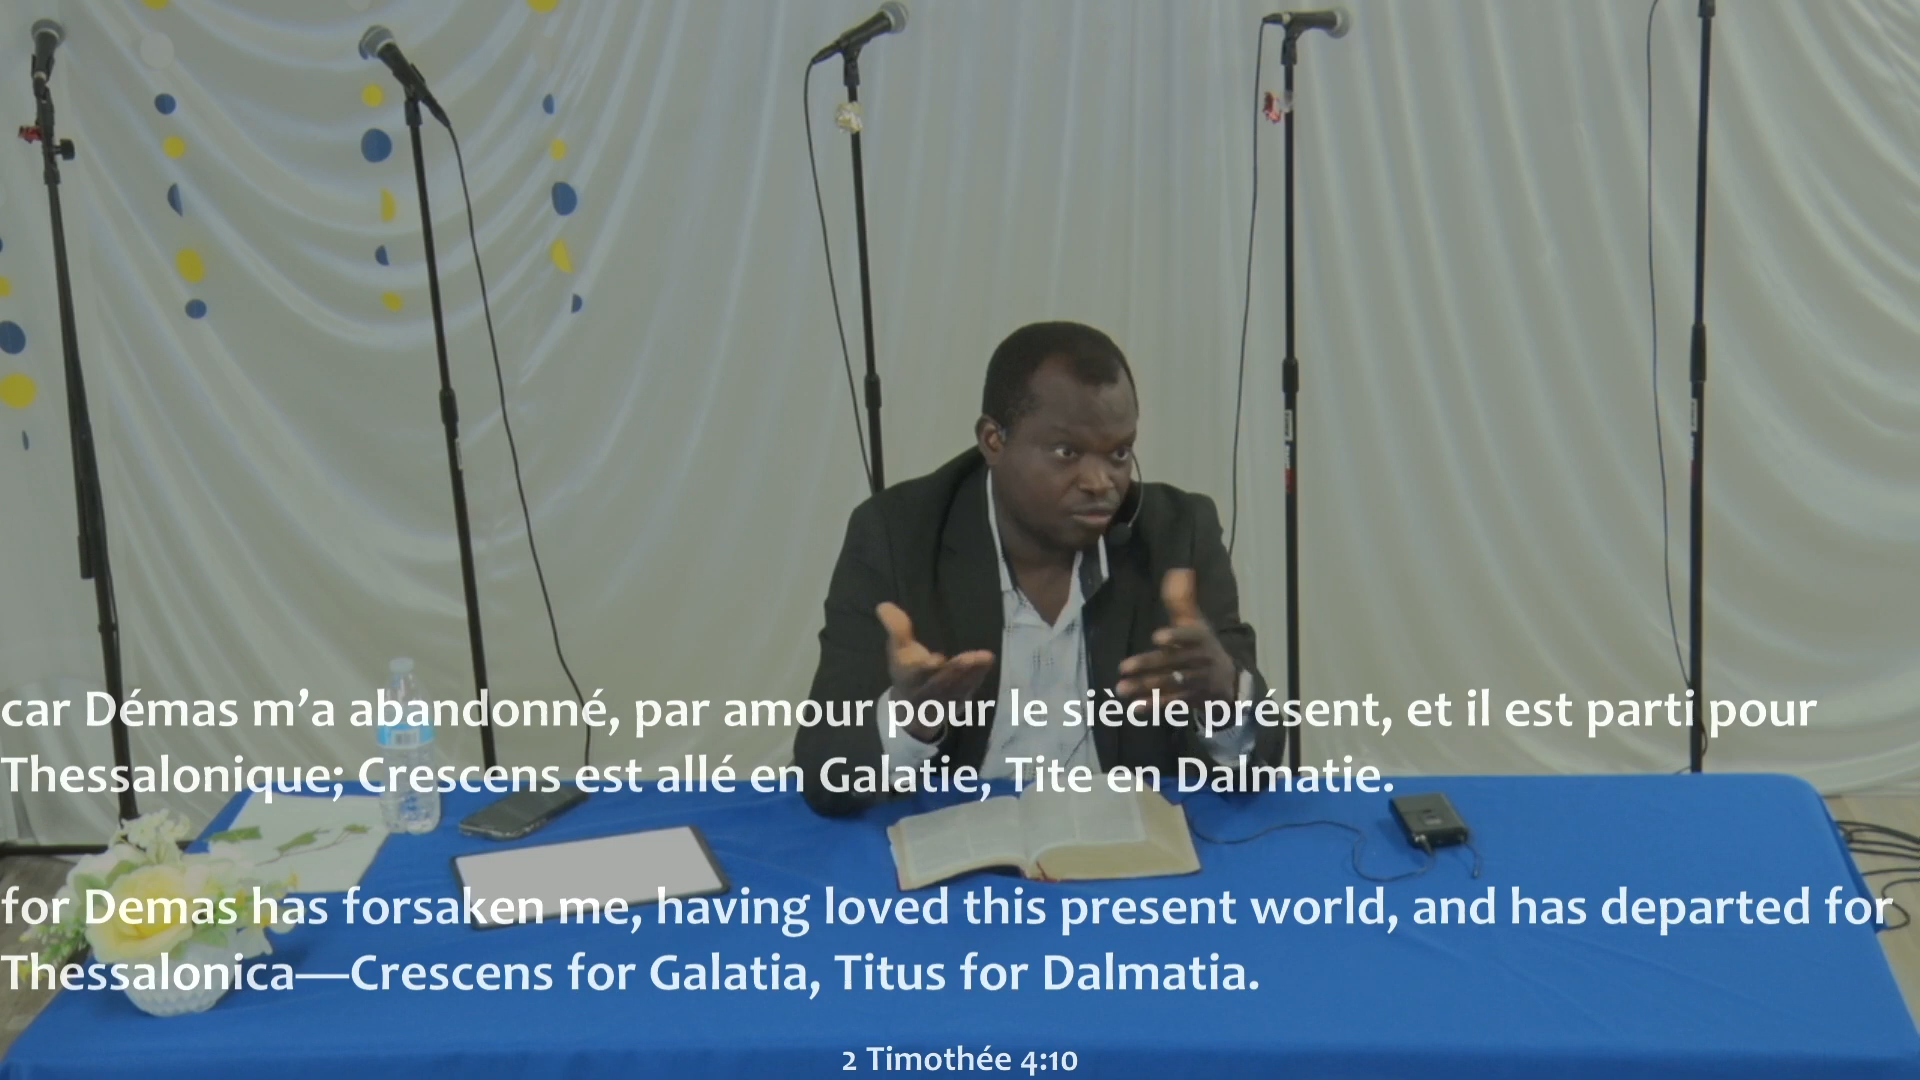 car Démas m’a abandonné, par amour pour le siècle présent, et il est parti pour
Thessalonique; Crescens est allé en Galatie, Tite en Dalmatie.
for Demas has forsaken me, having loved this present world, and has departed for
Thessalonica—Crescens for Galatia, Titus for Dalmatia.
2 Timothée 4:10